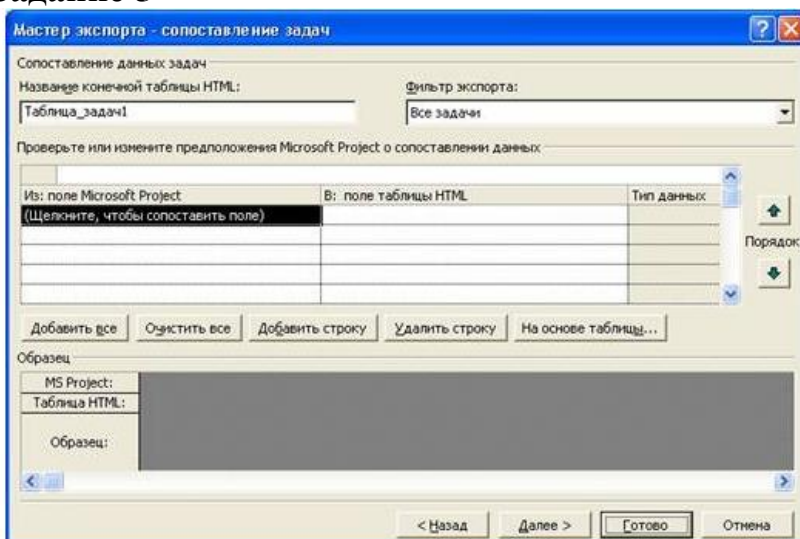 Мастер экспорта - сопоставление задач
Сопоставление данных задач
Название конечной таблицы HTML:
Фильтр экспорта:
Таблица_задач1
Все задачи
Проверьте или измените предположения Microsoft Project о сопоставлении данных
Из: поле Microsoft Project
В: поле таблицы HTML
Тип данных
(Щелкните, чтобы сопоставить поле)
Порядок
Добавить все
Очистить все
Добавить строку
Удалить строку
На основе таблицы...
Образец
MS Project:
Таблица HTML:
Образец:
< Назад
Далее >
Готово
Отмена